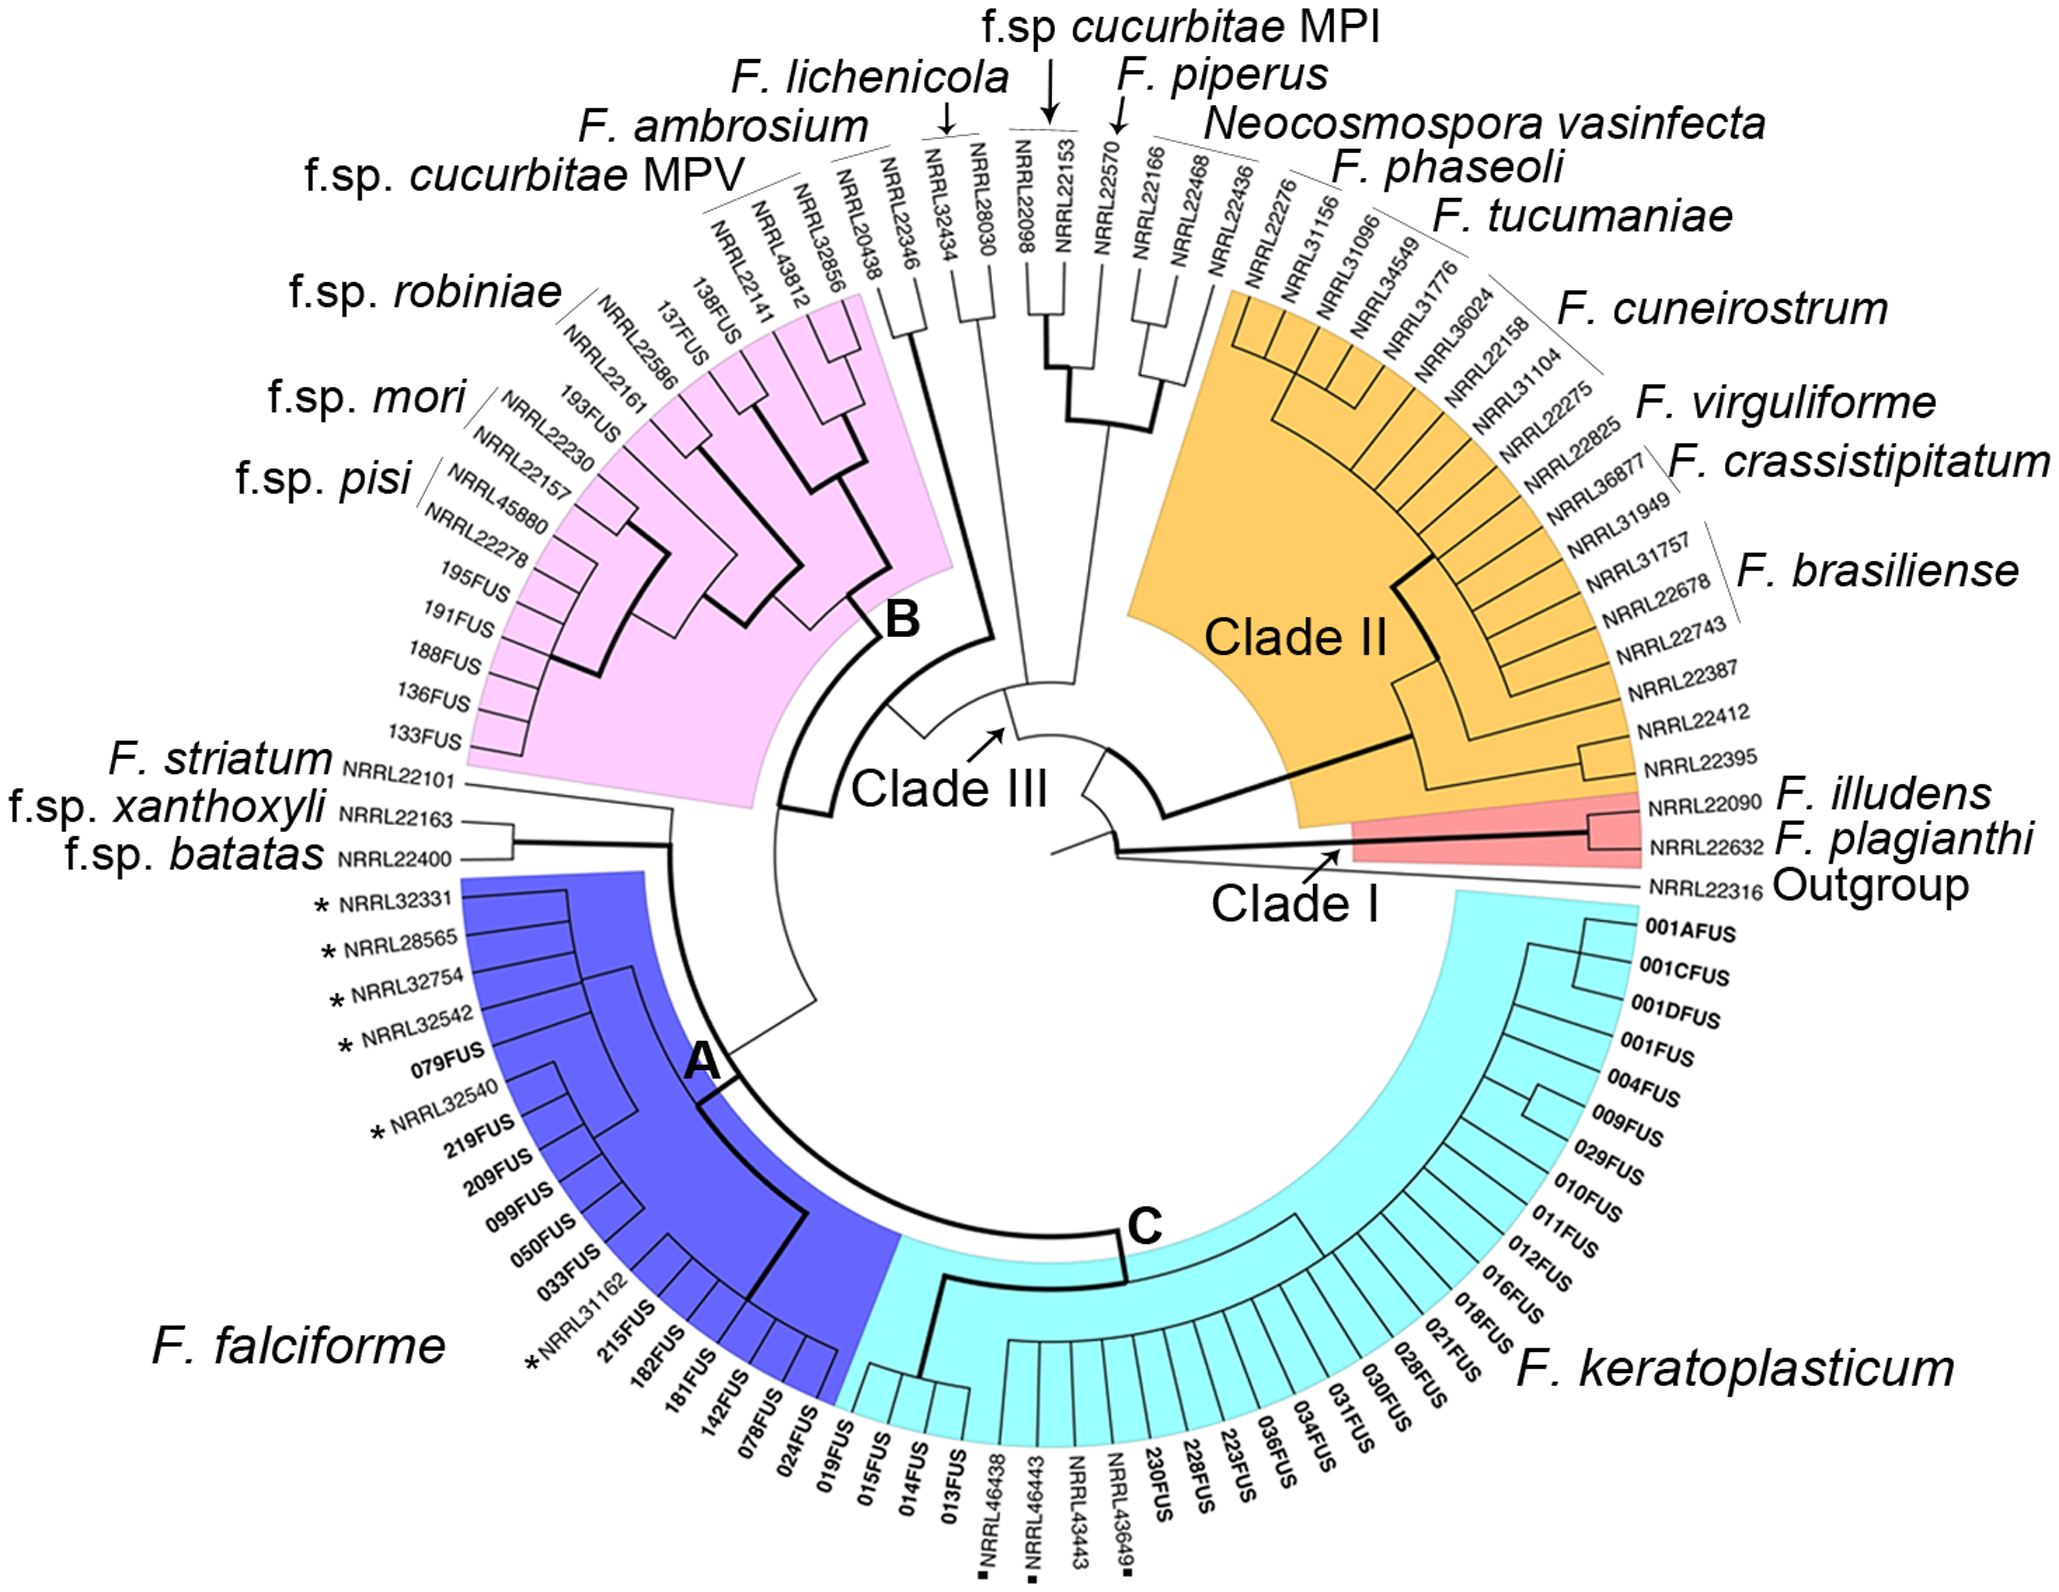 f.sp cucurbitae MPI
F. lichenicola
F. piperus
F. ambrosium
Neocosmospora vasinfecta
f.sp. cucurbitae MPV
F. phaseoli
F. tucumaniae
f.sp. robiniae
F. cuneirostrum
f.sp. mori
F. virguliforme
f.sp. pisi
F. crassistipitatum
F. brasiliense
F. striatum
f.sp. xanthoxyli
f.sp. batatas
F. illudens
F. plagianthi
Outgroup
F. falciforme
F. keratoplasticum
Clade I
Clade II
Clade III
A
B
C
NRRL22101
NRRL22163
NRRL22400
* NRRL32331
* NRRL28565
* NRRL32754
* NRRL32542
079FUS
* NRRL32540
219FUS
209FUS
099FUS
050FUS
033FUS
*NRRL31162
215FUS
182FUS
181FUS
142FUS
078FUS
024FUS
019FUS
015FUS
014FUS
013FUS
▪NRRL46438
▪NRRL46443
NRRL43443
NRRL43649▪
230FUS
228FUS
223FUS
036FUS
034FUS
031FUS
030FUS
028FUS
021FUS
018FUS
016FUS
012FUS
011FUS
010FUS
029FUS
009FUS
004FUS
001FUS
001DFUS
001CFUS
001AFUS
NRRL22316
NRRL22632
NRRL22090
NRRL22395
NRRL22412
NRRL22387
NRRL22743
NRRL22678
NRRL31757
NRRL31949
NRRL36877
NRRL22825
NRRL22275
NRRL31104
NRRL22158
NRRL36024
NRRL31776
NRRL34549
NRRL31096
NRRL31156
NRRL22276
NRRL22436
NRRL22468
NRRL22166
NRRL22570
NRRL22153
NRRL22098
NRRL28030
NRRL32434
NRRL22346
NRRL20438
NRRL32856
NRRL43812
NRRL22141
138FUS
137FUS
NRRL22586
NRRL22161
193FUS
NRRL22230
NRRL22157
NRRL45880
NRRL22278
195FUS
191FUS
188FUS
136FUS
133FUS